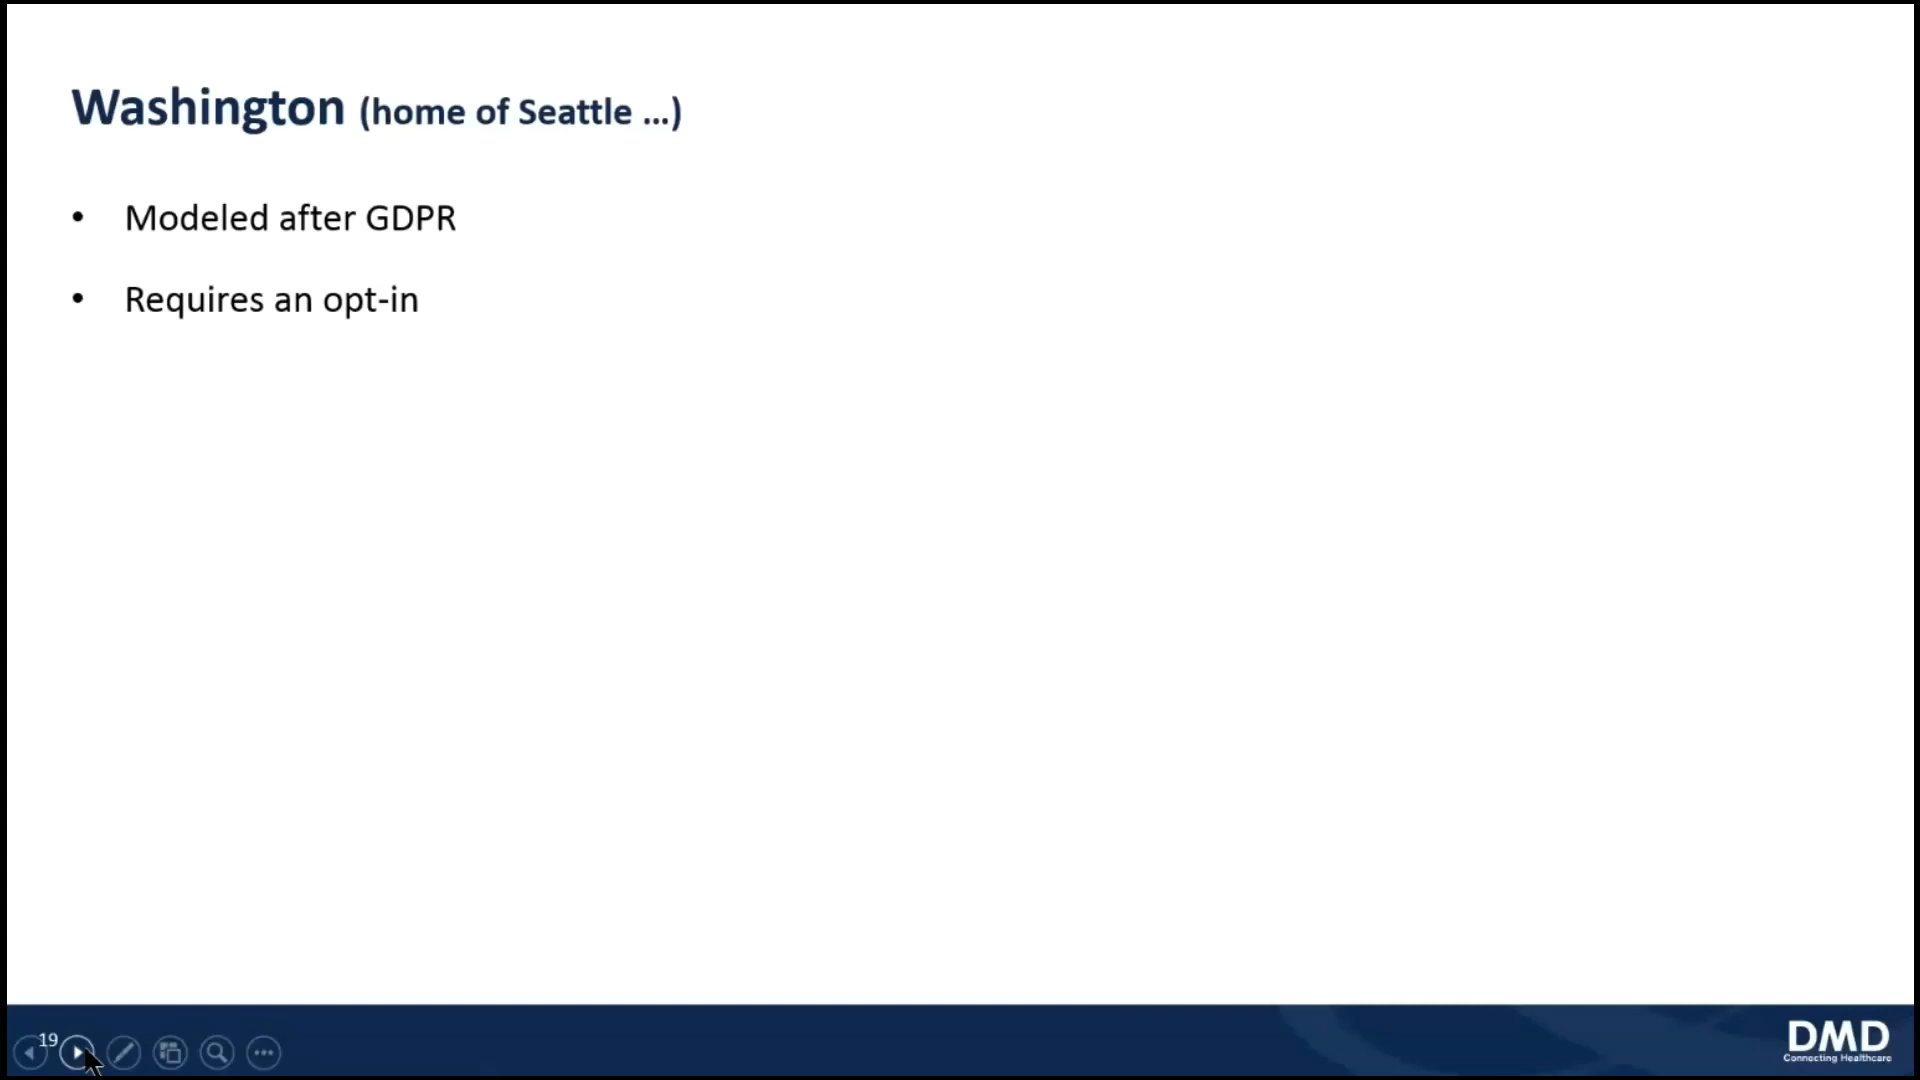 Washington (home of Seattle ...)
• Modeled after GDPR
• Requires an opt-in
19
DMD
Connecting Healthcare